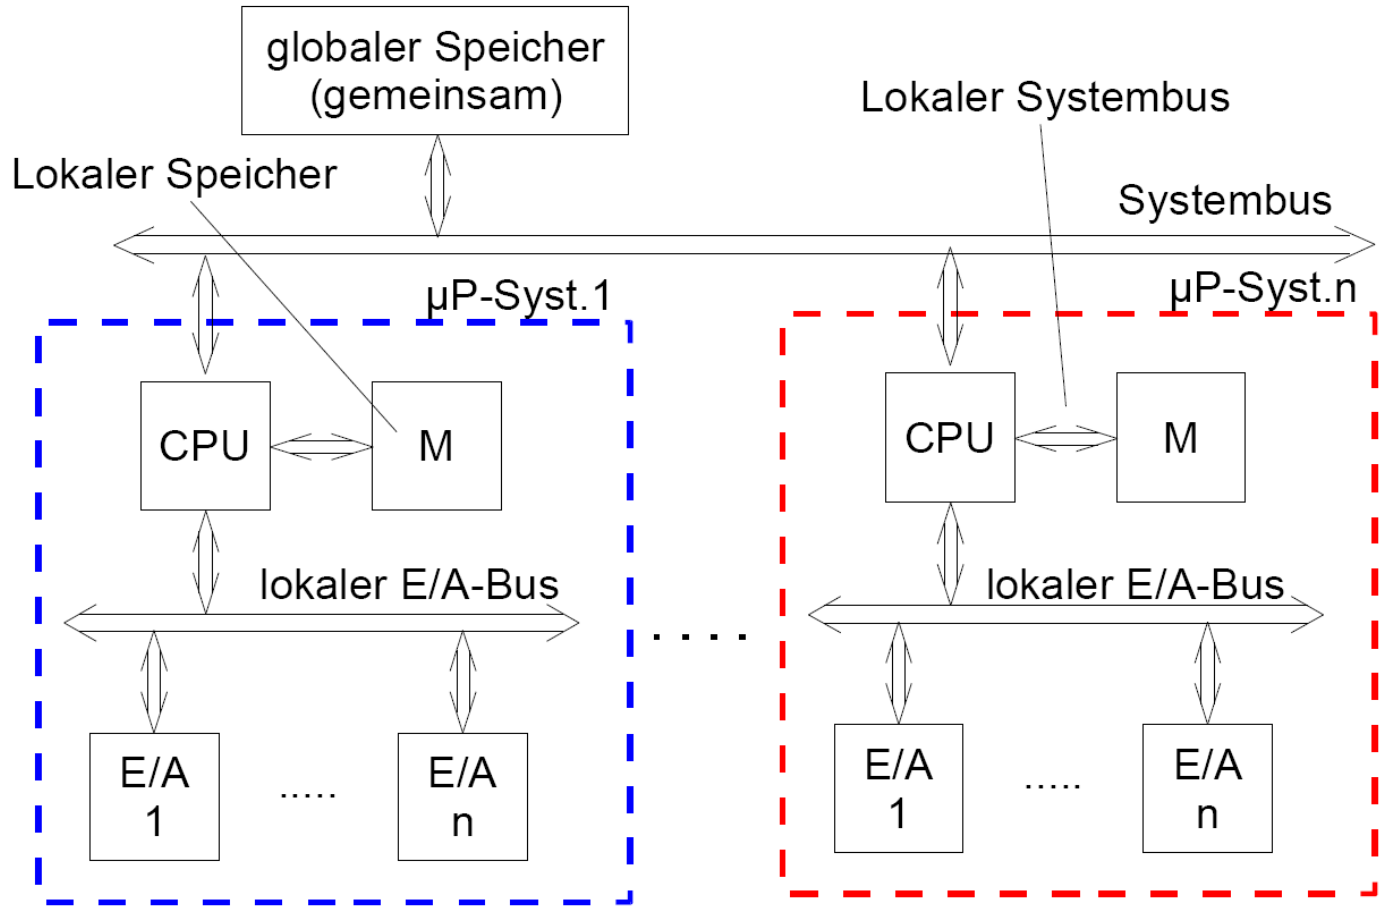 globaler Speicher
(gemeinsam)
Lokaler Systembus
Lokaler Speicher
Systembus
µP-Syst.1
µP-Syst.n
CPU
M
CPU
M
lokaler E/A-Bus
lokaler E/A-Bus
. . . .
E/A
1
.....
E/A
n
E/A
1
.....
E/A
n